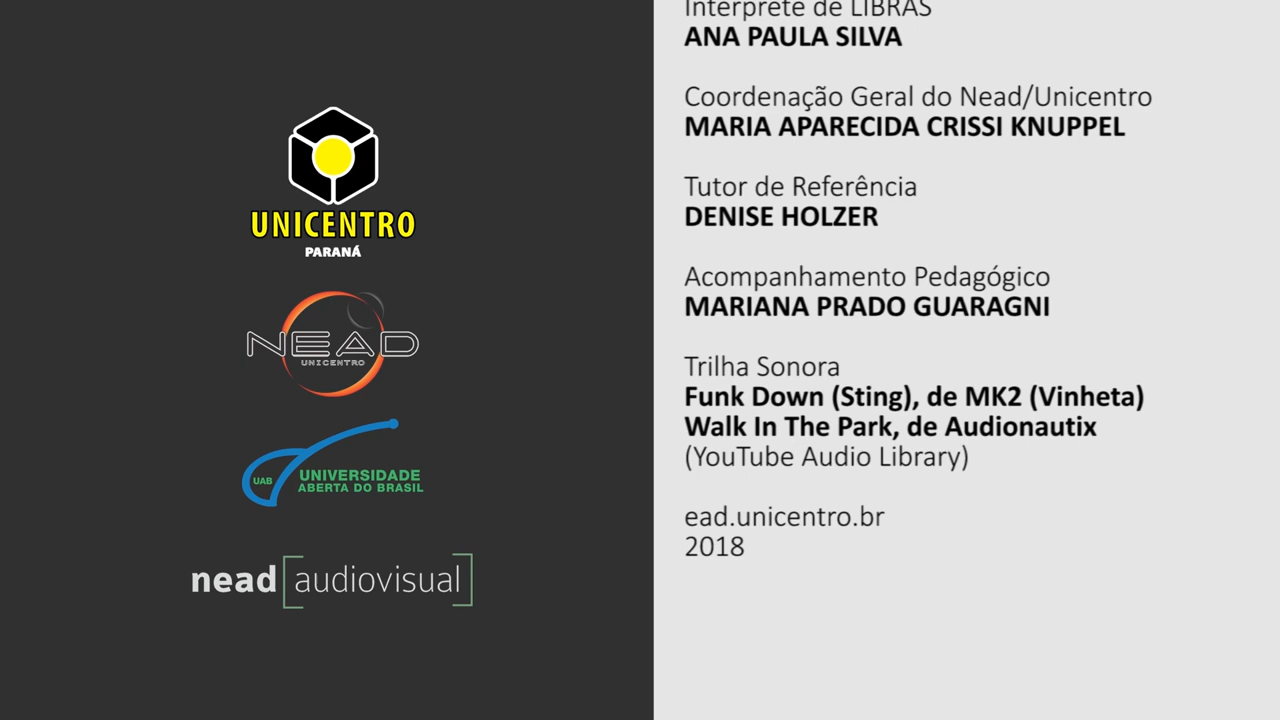 UNICENTRO
PARANÁ
NEAD
UNICENTRO
UAB
UNIVERSIDADE
ABERTA DO BRASIL
nead [audiovisual]
Intérprete de LIBRAS
ANA PAULA SILVA
Coordenação Geral do Nead/Unicentro
MARIA APARECIDA CRISSI KNUPPEL
Tutor de Referência
DENISE HOLZER
Acompanhamento Pedagógico
MARIANA PRADO GUARAGNI
Trilha Sonora
Funk Down (Sting), de MK2 (Vinheta)
Walk In The Park, de Audionautix
(YouTube Audio Library)
ead.unicentro.br
2018